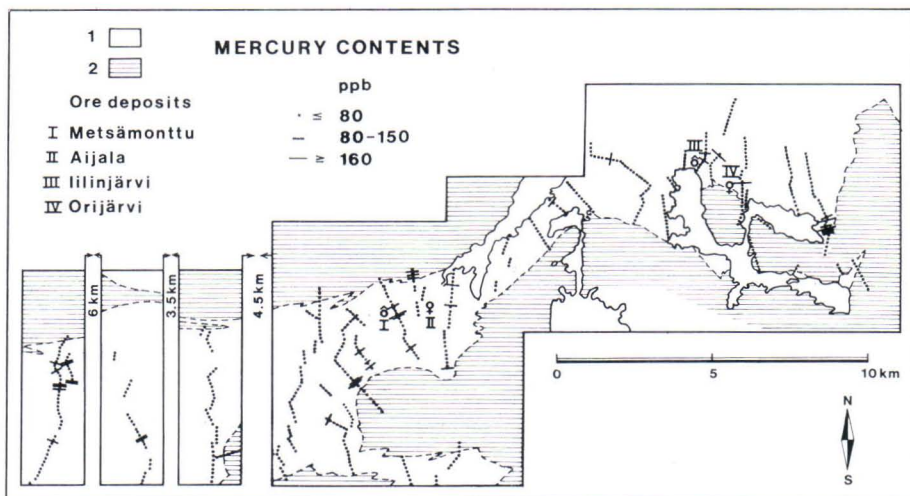 MERCURY CONTENTS
1
2
Ore deposits
I Metsämonttu
II Aijala
III Iilinjärvi
IV Orijärvi
ppb
· ≤ 80
— 80–150
— ≥ 160
6 km
3.5 km
4.5 km
I
II
III
IV
0 5 10 km
N
S